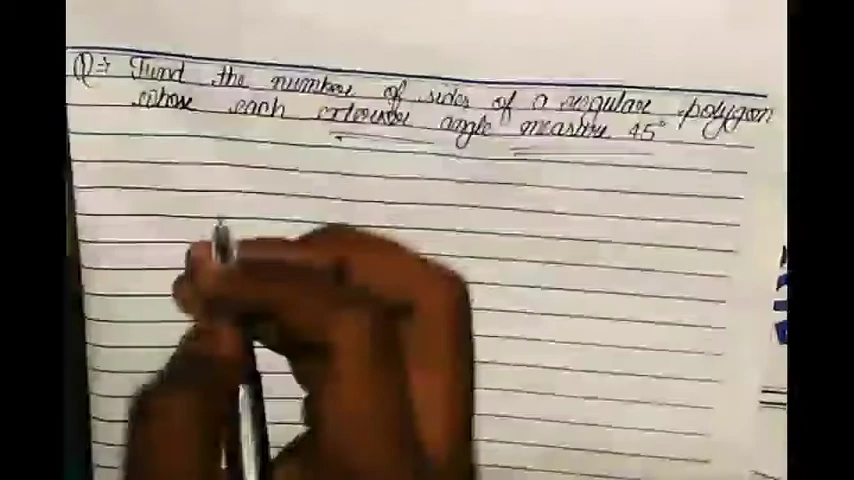 Q⇒ Find the number of sides of a regular polygon
whose each exterior angle measure 45°